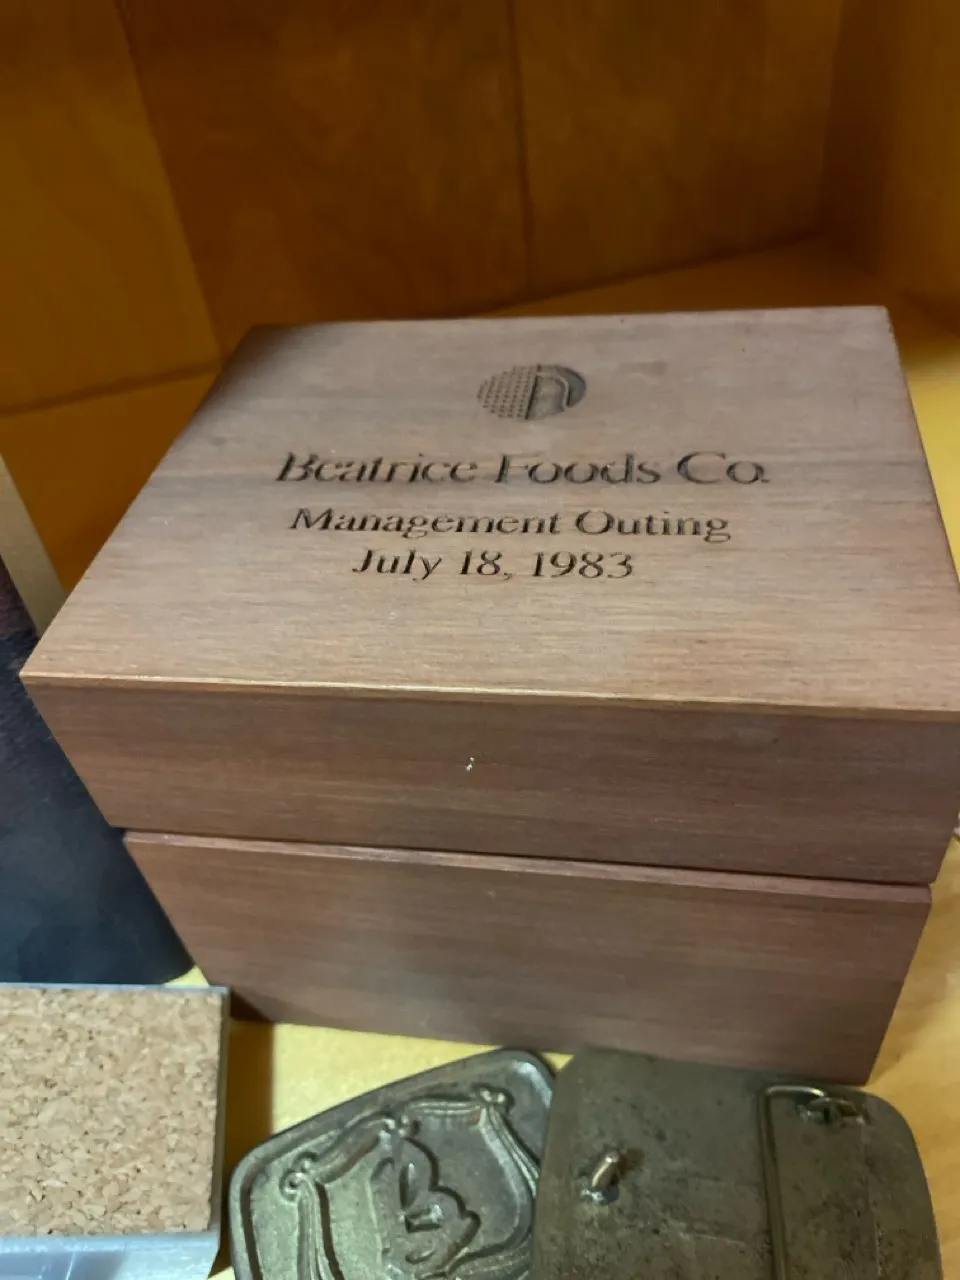 Beatrice Foods Co.
Management Outing
July 18, 1983